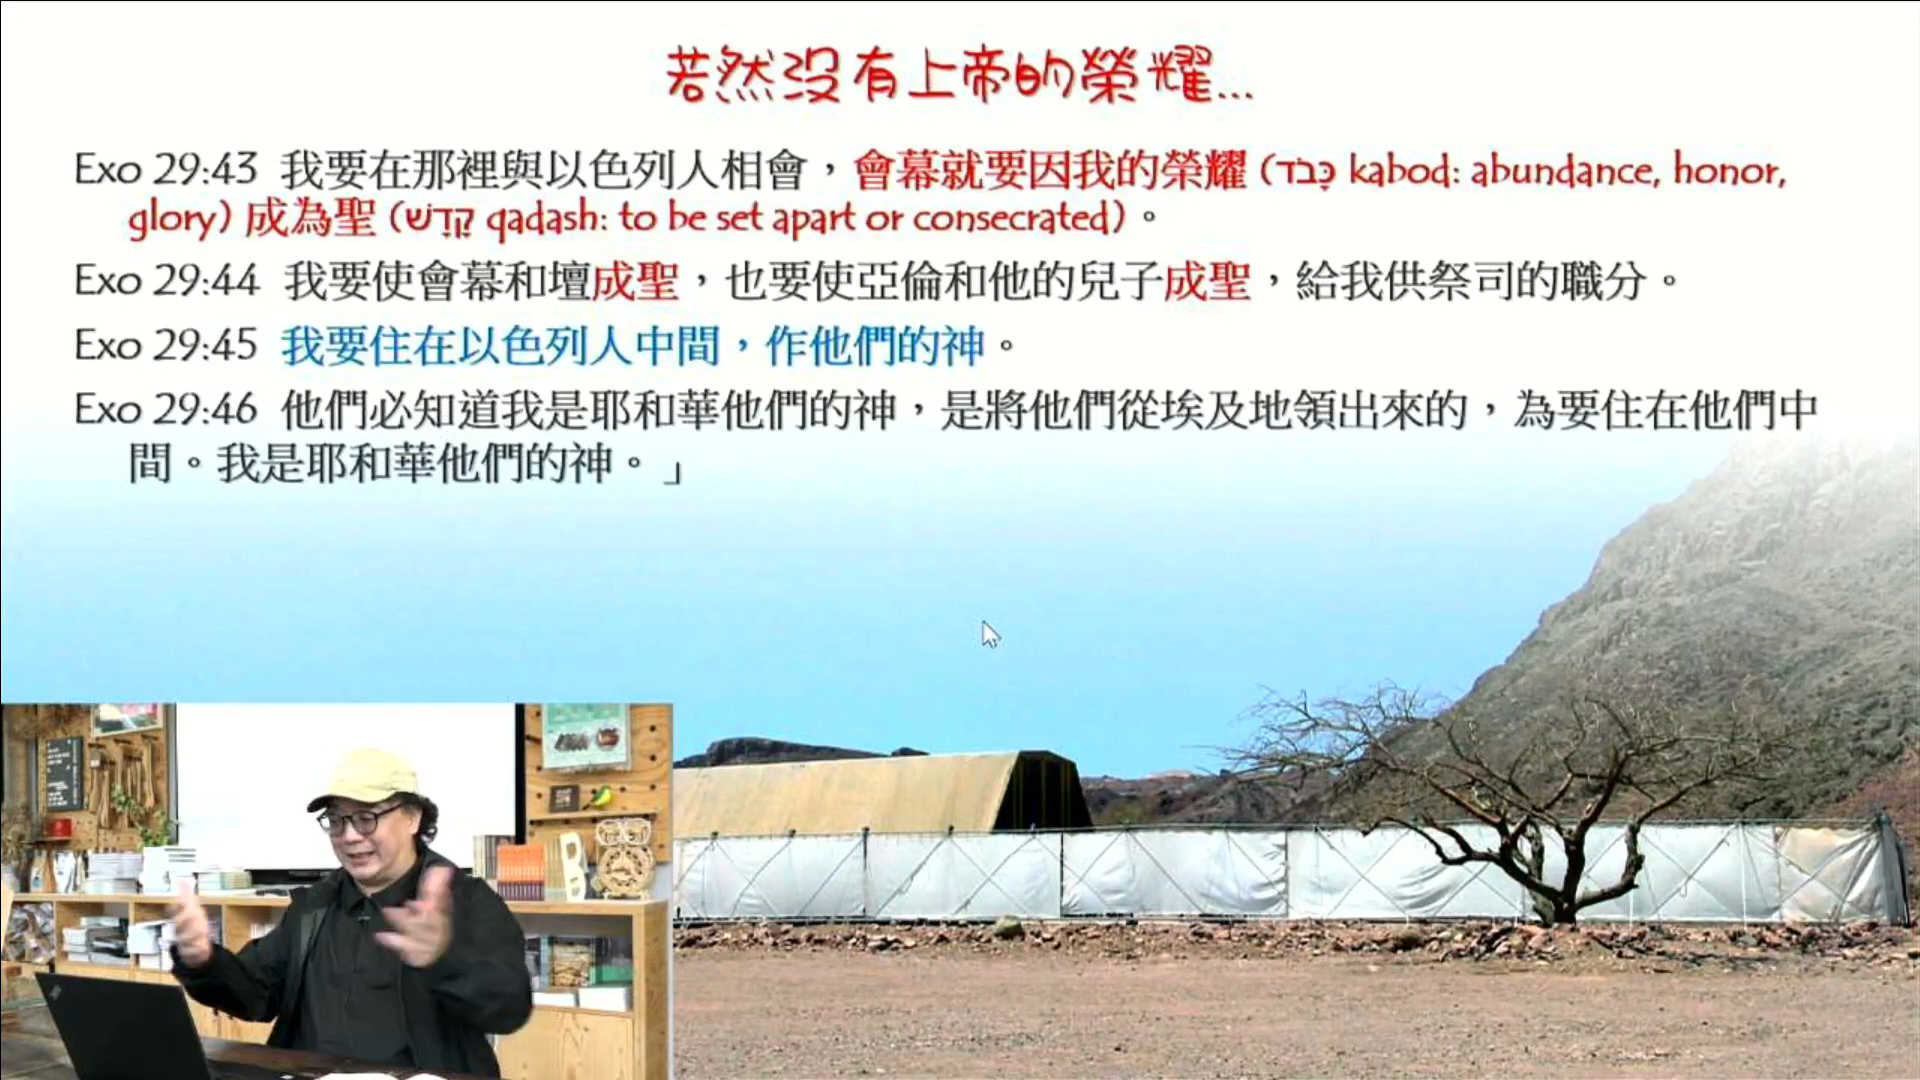 若然沒有上帝的榮耀...
Exo 29:43 我要在那裡與以色列人相會，會幕就要因我的榮耀 (כָּבֹד kabod: abundance, honor,
glory) 成為聖 (קָדַשׁ qadash: to be set apart or consecrated)。
Exo 29:44 我要使會幕和壇成聖，也要使亞倫和他的兒子成聖，給我供祭司的職分。
Exo 29:45 我要住在以色列人中間，作他們的神。
Exo 29:46 他們必知道我是耶和華他們的神，是將他們從埃及地領出來的，為要住在他們中
間。我是耶和華他們的神。」